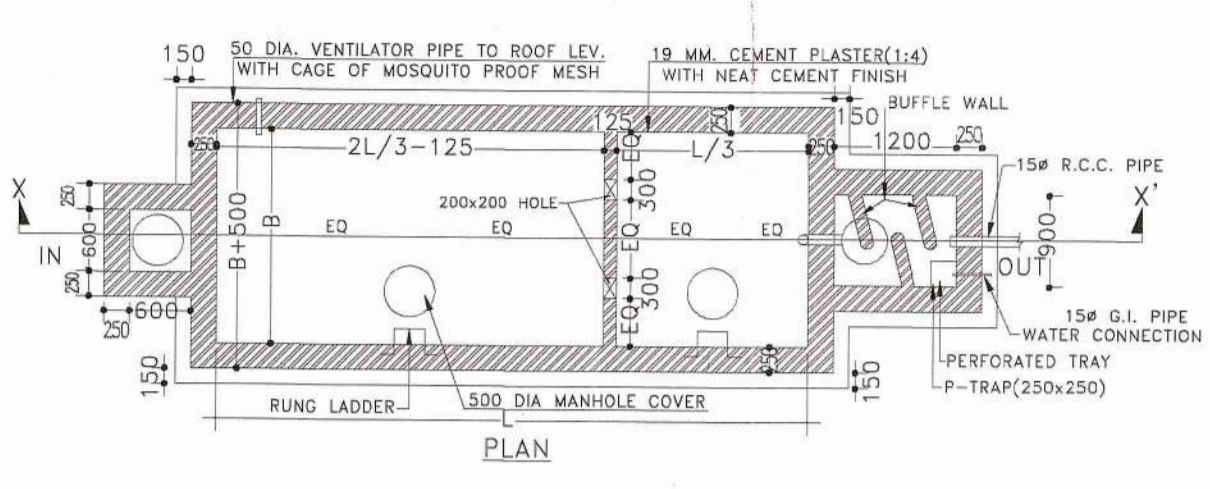 50 DIA. VENTILATOR PIPE TO ROOF LEV.
WITH CAGE OF MOSQUITO PROOF MESH
19 MM. CEMENT PLASTER(1:4)
WITH NEAT CEMENT FINISH
150
150
BUFFLE WALL
250
125
250
2L/3-125
EQ
L/3
250
1200
250
15ø R.C.C. PIPE
X
X'
250
200x200 HOLE
300
B+500
B
600
900
IN
EQ
EQ
EQ
EQ
EQ
OUT
250
300
250
600
EQ
15ø G.I. PIPE
WATER CONNECTION
250
PERFORATED TRAY
150
150
P-TRAP(250x250)
RUNG LADDER
500 DIA MANHOLE COVER
L
PLAN